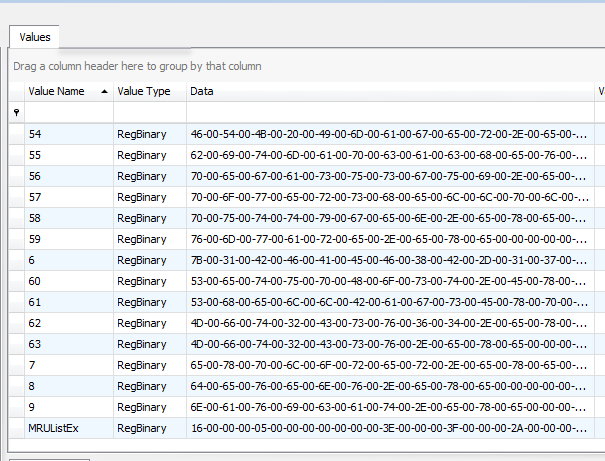 Values
Drag a column header here to group by that column
Value Name Value Type Data V
54 RegBinary 46-00-54-00-4B-00-20-00-49-00-6D-00-61-00-67-00-65-00-72-00-2E-00-65-00-...
55 RegBinary 62-00-69-00-74-00-6D-00-61-00-70-00-63-00-61-00-63-00-68-00-65-00-76-00-...
56 RegBinary 70-00-65-00-67-00-61-00-73-00-75-00-73-00-67-00-75-00-69-00-2E-00-65-00-...
57 RegBinary 70-00-6F-00-77-00-65-00-72-00-73-00-68-00-65-00-6C-00-6C-00-70-00-6C-00-...
58 RegBinary 70-00-75-00-74-00-74-00-79-00-67-00-65-00-6E-00-2E-00-65-00-78-00-65-00-...
59 RegBinary 76-00-6D-00-77-00-61-00-72-00-65-00-2E-00-65-00-78-00-65-00-00-00-00-00-...
6 RegBinary 7B-00-31-00-42-00-46-00-41-00-45-00-46-00-38-00-42-00-2D-00-31-00-37-00-...
60 RegBinary 53-00-65-00-74-00-75-00-70-00-48-00-6F-00-73-00-74-00-2E-00-45-00-78-00-...
61 RegBinary 53-00-68-00-65-00-6C-00-6C-00-42-00-61-00-67-00-73-00-45-00-78-00-70-00-...
62 RegBinary 4D-00-66-00-74-00-32-00-43-00-73-00-76-00-36-00-34-00-2E-00-65-00-78-00-...
63 RegBinary 4D-00-66-00-74-00-32-00-43-00-73-00-76-00-2E-00-65-00-78-00-65-00-00-00-...
7 RegBinary 65-00-78-00-70-00-6C-00-6F-00-72-00-65-00-72-00-2E-00-65-00-78-00-65-00-...
8 RegBinary 64-00-65-00-76-00-65-00-6E-00-76-00-2E-00-65-00-78-00-65-00-00-00-00-00-...
9 RegBinary 6E-00-61-00-76-00-69-00-63-00-61-00-74-00-2E-00-65-00-78-00-65-00-00-00-...
MRUListEx RegBinary 16-00-00-00-05-00-00-00-00-00-00-00-3E-00-00-00-3F-00-00-00-2A-00-00-00-...